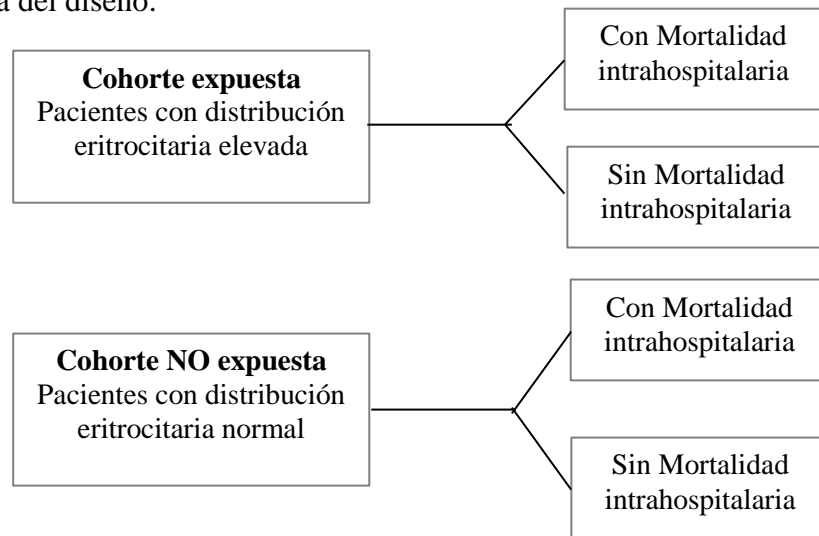 a del diseño.
Cohorte expuesta
Pacientes con distribución
eritrocitaria elevada
Con Mortalidad
intrahospitalaria
Sin Mortalidad
intrahospitalaria
Cohorte NO expuesta
Pacientes con distribución
eritrocitaria normal
Con Mortalidad
intrahospitalaria
Sin Mortalidad
intrahospitalaria